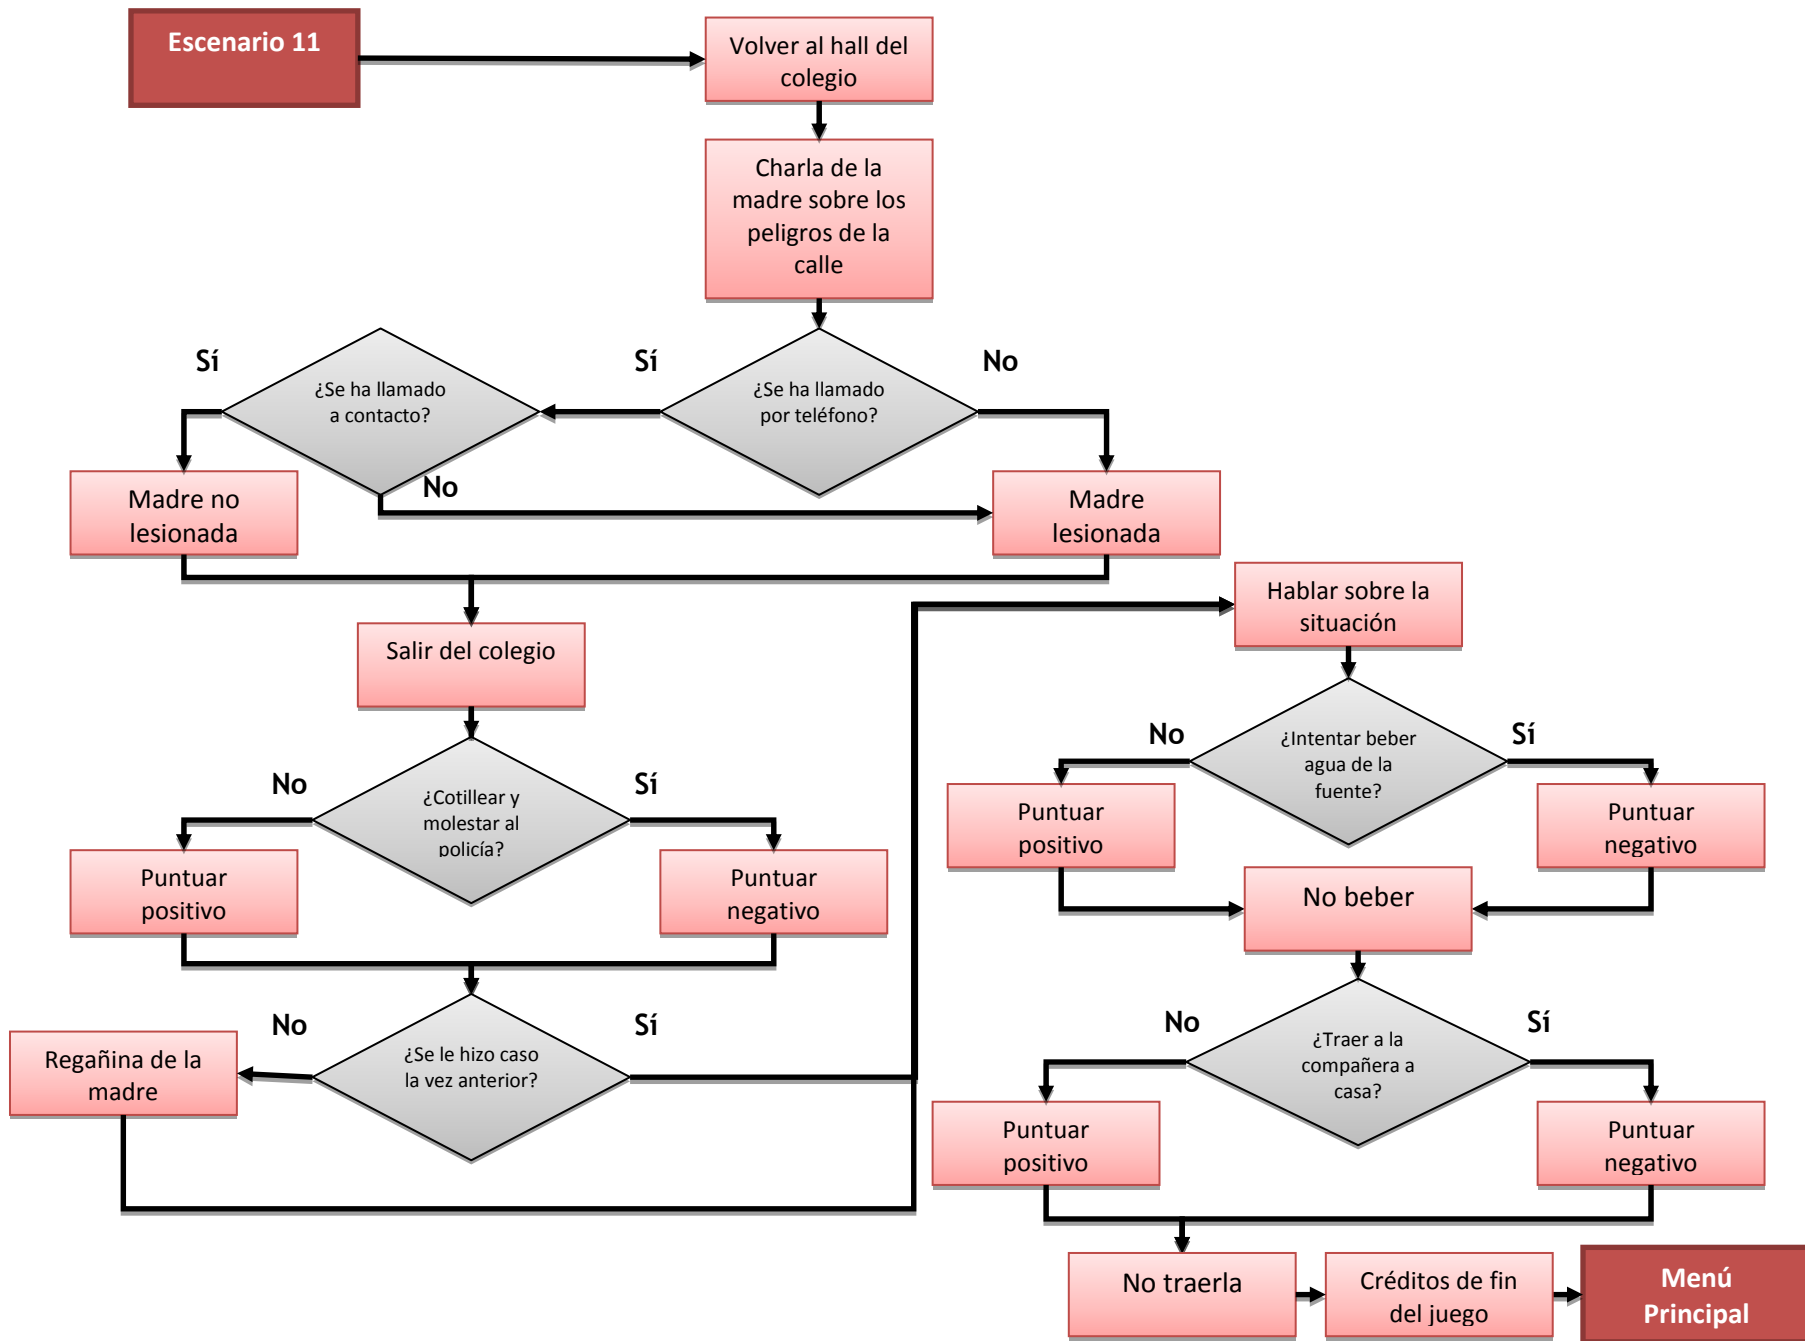 Escenario 11
Volver al hall del
colegio
Charla de la
madre sobre los
peligros de la
calle
Sí
¿Se ha llamado
a contacto?
Sí
¿Se ha llamado
por teléfono?
No
Madre no
lesionada
No
Madre
lesionada
Salir del colegio
No
¿Cotillear y
molestar al
policía?
Sí
Puntuar
positivo
Puntuar
negativo
Regañina de la
madre
No
¿Se le hizo caso
la vez anterior?
Sí
Hablar sobre la
situación
No
¿Intentar beber
agua de la
fuente?
Sí
Puntuar
positivo
Puntuar
negativo
No beber
No
¿Traer a la
compañera a
casa?
Sí
Puntuar
positivo
Puntuar
negativo
No traerla
Créditos de fin
del juego
Menú
Principal